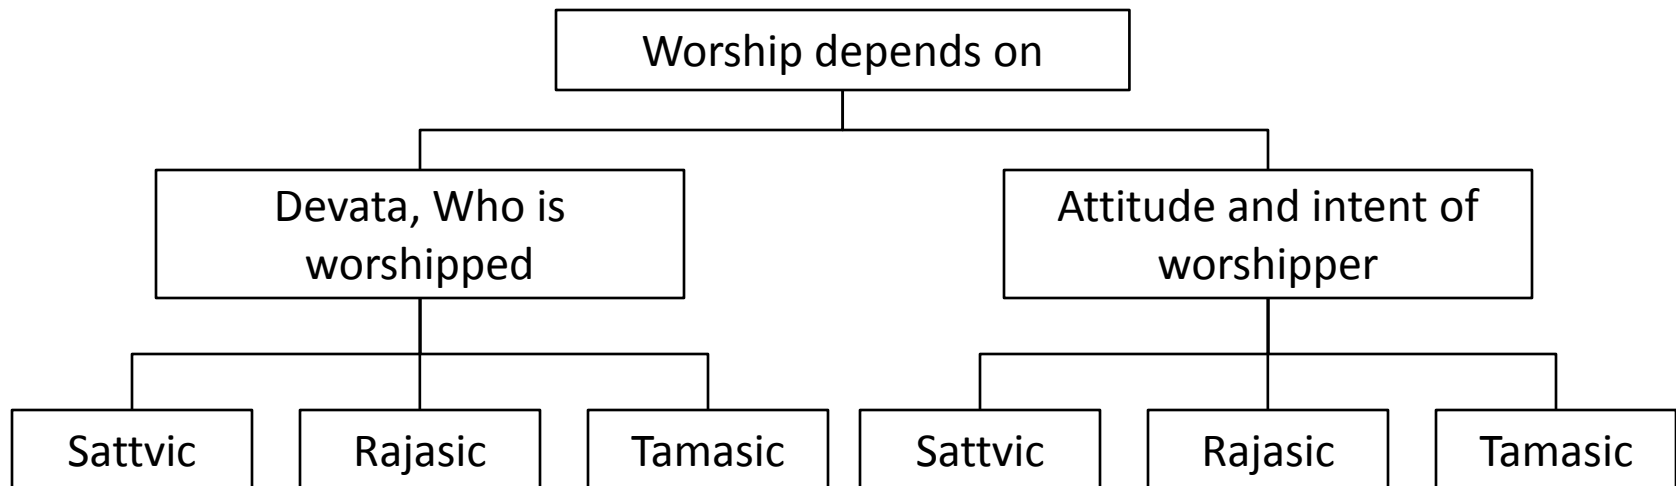 Worship depends on
Devata, Who is
worshipped
Attitude and intent of
worshipper
Sattvic
Rajasic
Tamasic
Sattvic
Rajasic
Tamasic